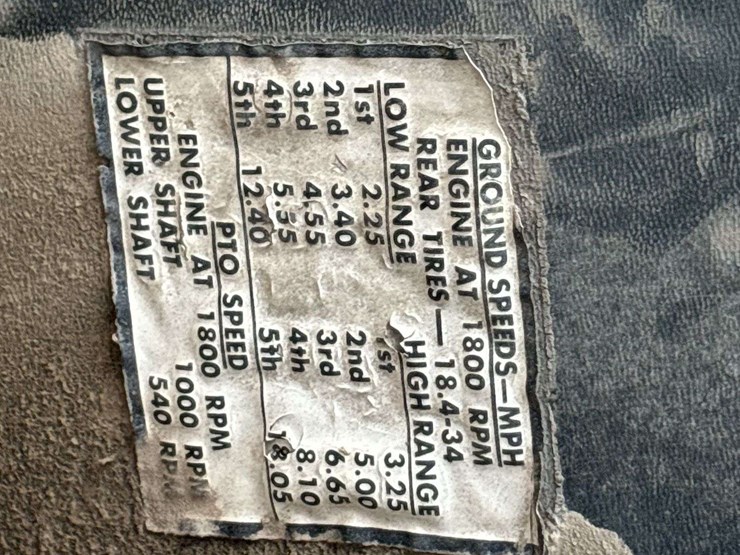 GROUND SPEEDS—MPH
ENGINE AT 1800 RPM
REAR TIRES—18.4-34
LOW RANGE HIGH RANGE
1st 2.25 1st 3.25
2nd 3.40 2nd 5.00
3rd 4.55 3rd 6.65
4th 5.55 4th 8.10
5th 12.40 5th 18.05
PTO SPEED
ENGINE AT 1800 RPM
UPPER SHAFT 1000 RPM
LOWER SHAFT 540 RPM